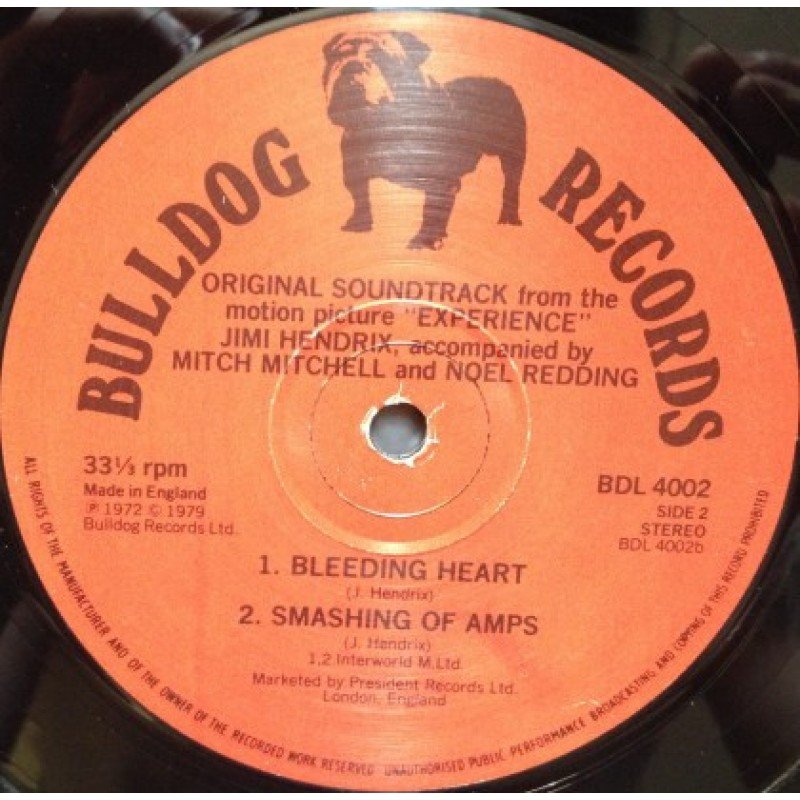 BULLDOG RECORDS
ORIGINAL SOUNDTRACK from the
motion picture "EXPERIENCE"
JIMI HENDRIX, accompanied by
MITCH MITCHELL and NOEL REDDING
33⅓ rpm
Made in England
℗ 1972 © 1979
Bulldog Records Ltd.
BDL 4002
SIDE 2
STEREO
BDL 4002b
1. BLEEDING HEART
(J. Hendrix)
2. SMASHING OF AMPS
(J. Hendrix)
1,2 Interworld M.Ltd.
Marketed by President Records Ltd.
London, England
ALL RIGHTS OF THE MANUFACTURER AND OF THE OWNER OF THE RECORDED WORK RESERVED UNAUTHORISED PUBLIC PERFORMANCE BROADCASTING AND COPYING OF THIS RECORD PROHIBITED